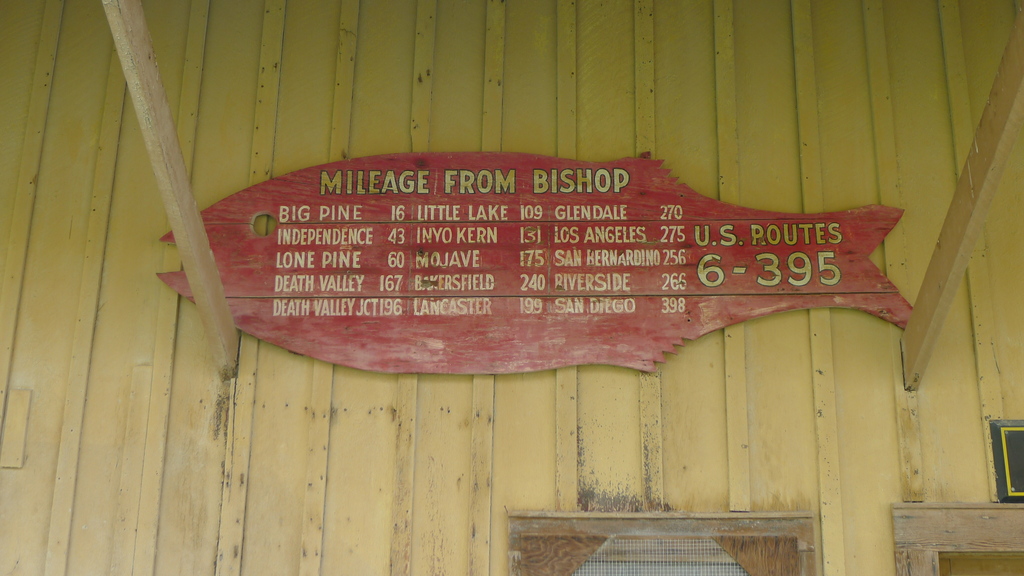 MILEAGE FROM BISHOP
BIG PINE 16 LITTLE LAKE 109 GLENDALE 270
INDEPENDENCE 43 INYO KERN 131 LOS ANGELES 275
LONE PINE 60 MOJAVE 175 SAN BERNARDINO 256
DEATH VALLEY 167 BAKERSFIELD 240 RIVERSIDE 266
DEATH VALLEY JCT 196 LANCASTER 199 SAN DIEGO 398
U.S. ROUTES
6-395